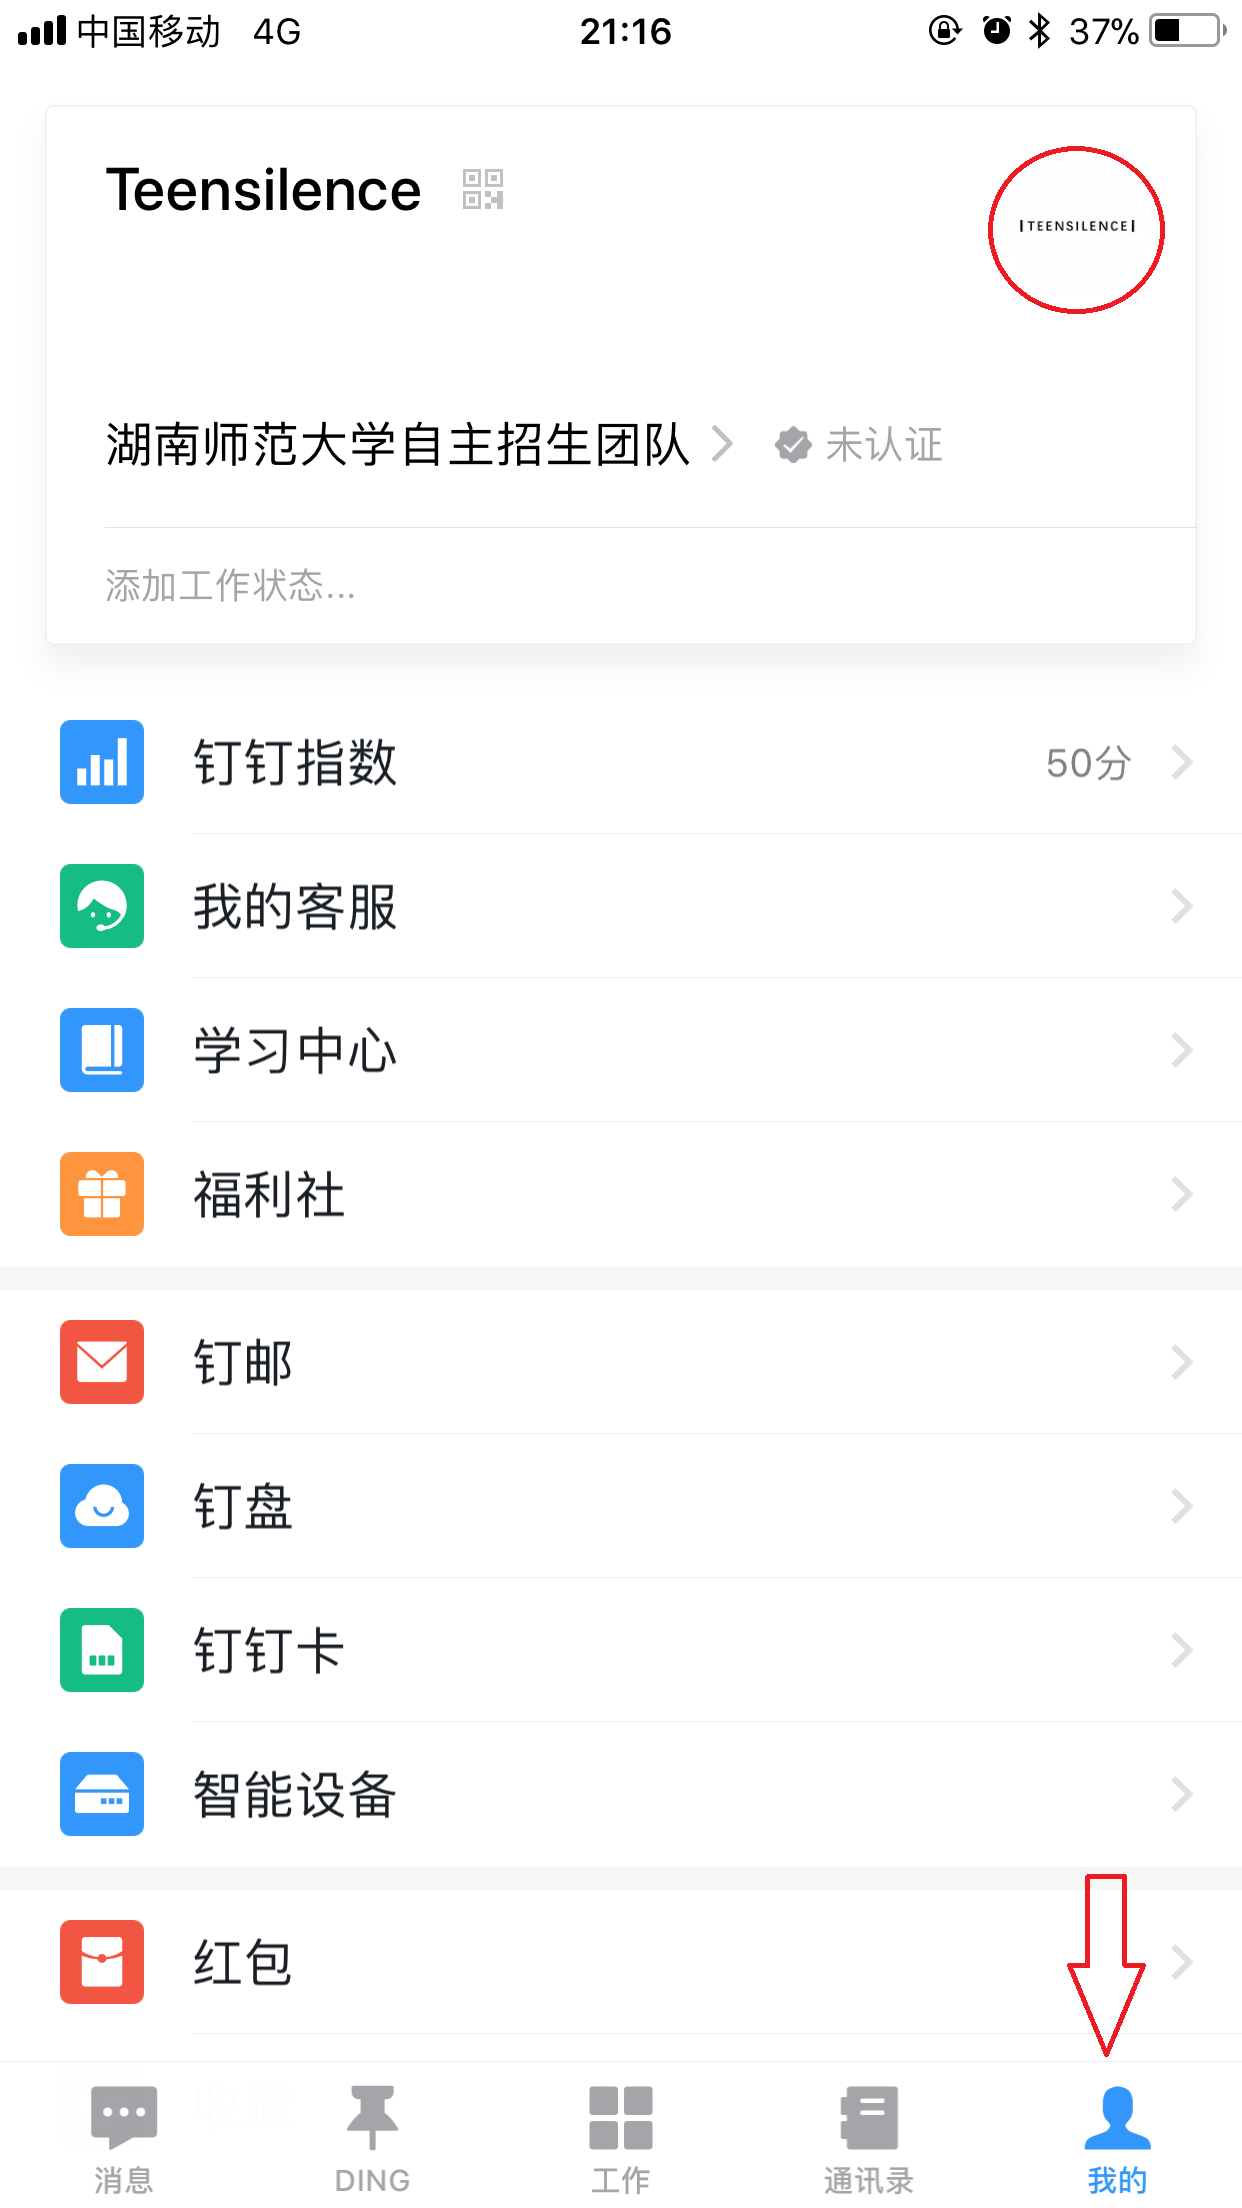 中国移动 4G 21:16 37%
Teensilence
|TEENSILENCE|
湖南师范大学自主招生团队 未认证
添加工作状态...
钉钉指数 50分
我的客服
学习中心
福利社
钉邮
钉盘
钉钉卡
智能设备
红包
收藏
消息 DING 工作 通讯录 我的